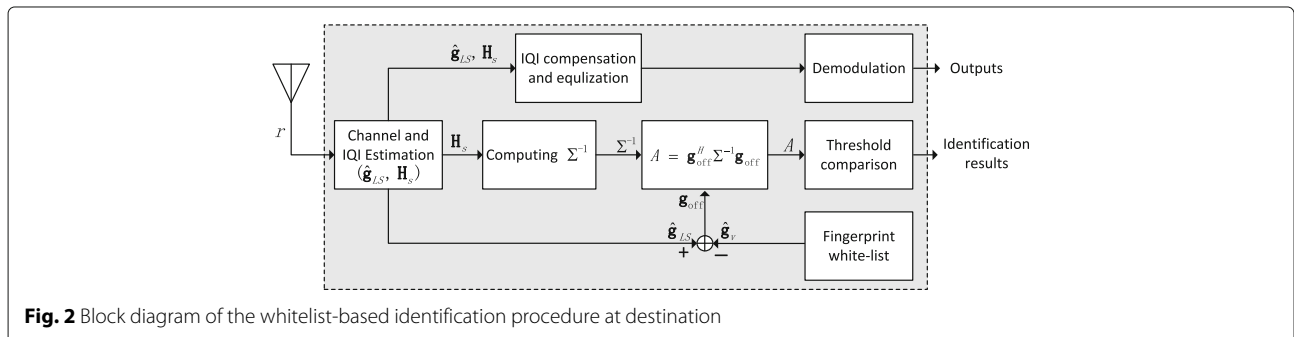 ĝ_LS, H_s
IQI compensation
and equlization
Demodulation
Outputs
r
Channel and
IQI Estimation
(ĝ_LS, H_s)
H_s
Computing Σ⁻¹
Σ⁻¹
A = g_off^H Σ⁻¹ g_off
A
Threshold
comparison
Identification
results
g_off
ĝ_LS
ĝ_v
+
−
Fingerprint
white-list
Fig. 2 Block diagram of the whitelist-based identification procedure at destination